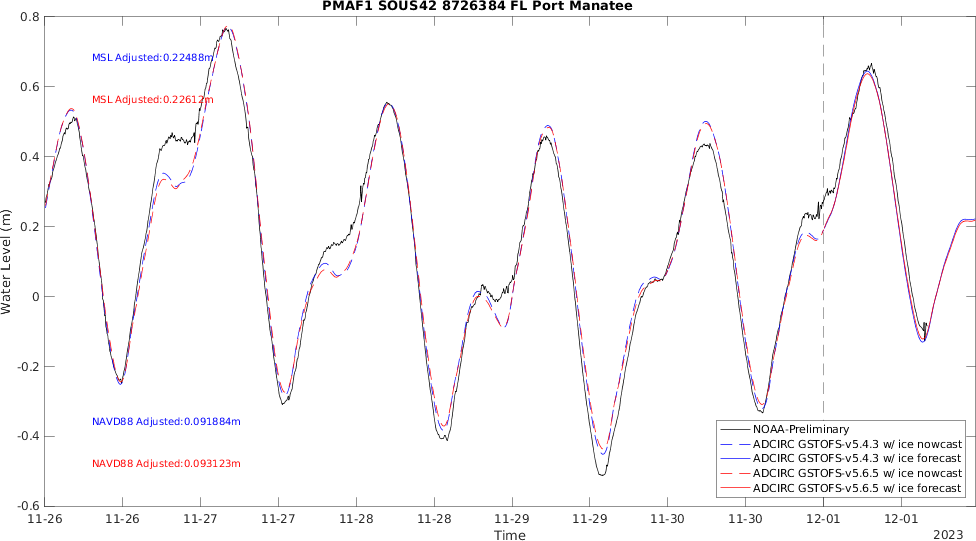 PMAF1 SOUS42 8726384 FL Port Manatee
0.8
0.6
0.4
0.2
0
-0.2
-0.4
-0.6
Water Level (m)
MSL Adjusted:0.22488m
MSL Adjusted:0.22612m
NAVD88 Adjusted:0.091884m
NAVD88 Adjusted:0.093123m
NOAA-Preliminary
ADCIRC GSTOFS-v5.4.3 w/ ice nowcast
ADCIRC GSTOFS-v5.4.3 w/ ice forecast
ADCIRC GSTOFS-v5.6.5 w/ ice nowcast
ADCIRC GSTOFS-v5.6.5 w/ ice forecast
11-26 11-26 11-27 11-27 11-28 11-28 11-29 11-29 11-30 11-30 12-01 12-01
Time
2023